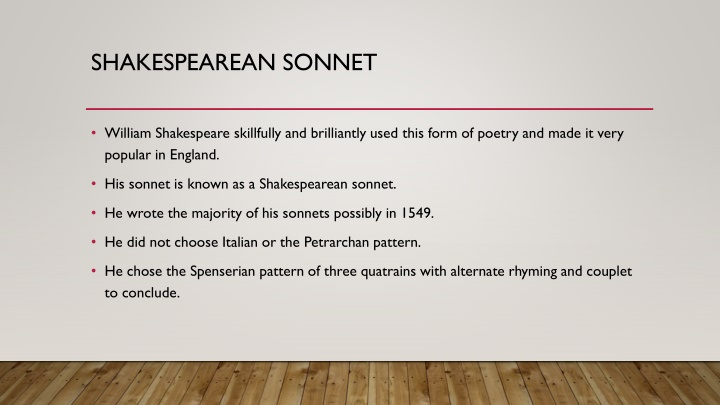 SHAKESPEAREAN SONNET
• William Shakespeare skillfully and brilliantly used this form of poetry and made it very
popular in England.
• His sonnet is known as a Shakespearean sonnet.
• He wrote the majority of his sonnets possibly in 1549.
• He did not choose Italian or the Petrarchan pattern.
• He chose the Spenserian pattern of three quatrains with alternate rhyming and couplet
to conclude.